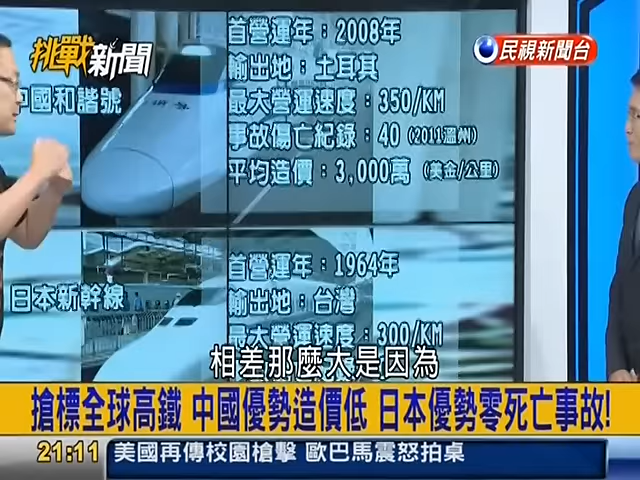 挑戰新聞
民視新聞台
中國和諧號
首營運年：2008年
輸出地：土耳其
最大營運速度：350/KM
事故傷亡紀錄：40（2011溫州）
平均造價：3,000萬（美金/公里）
日本新幹線
首營運年：1964年
輸出地：台灣
最大營運速度：300/KM
相差那麼大是因為
搶標全球高鐵 中國優勢造價低 日本優勢零死亡事故!
21:11
美國再傳校園槍擊 歐巴馬震怒拍桌